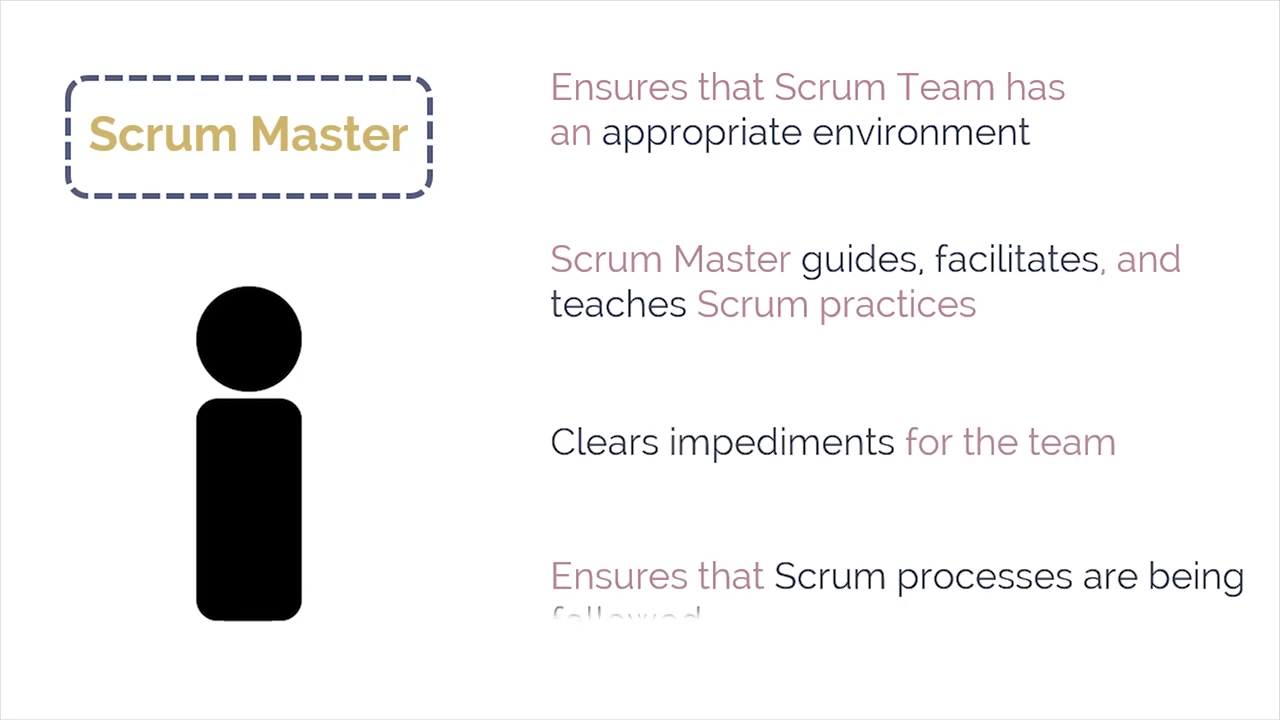 Scrum Master
Ensures that Scrum Team has
an appropriate environment
Scrum Master guides, facilitates, and
teaches Scrum practices
Clears impediments for the team
Ensures that Scrum processes are being
followed